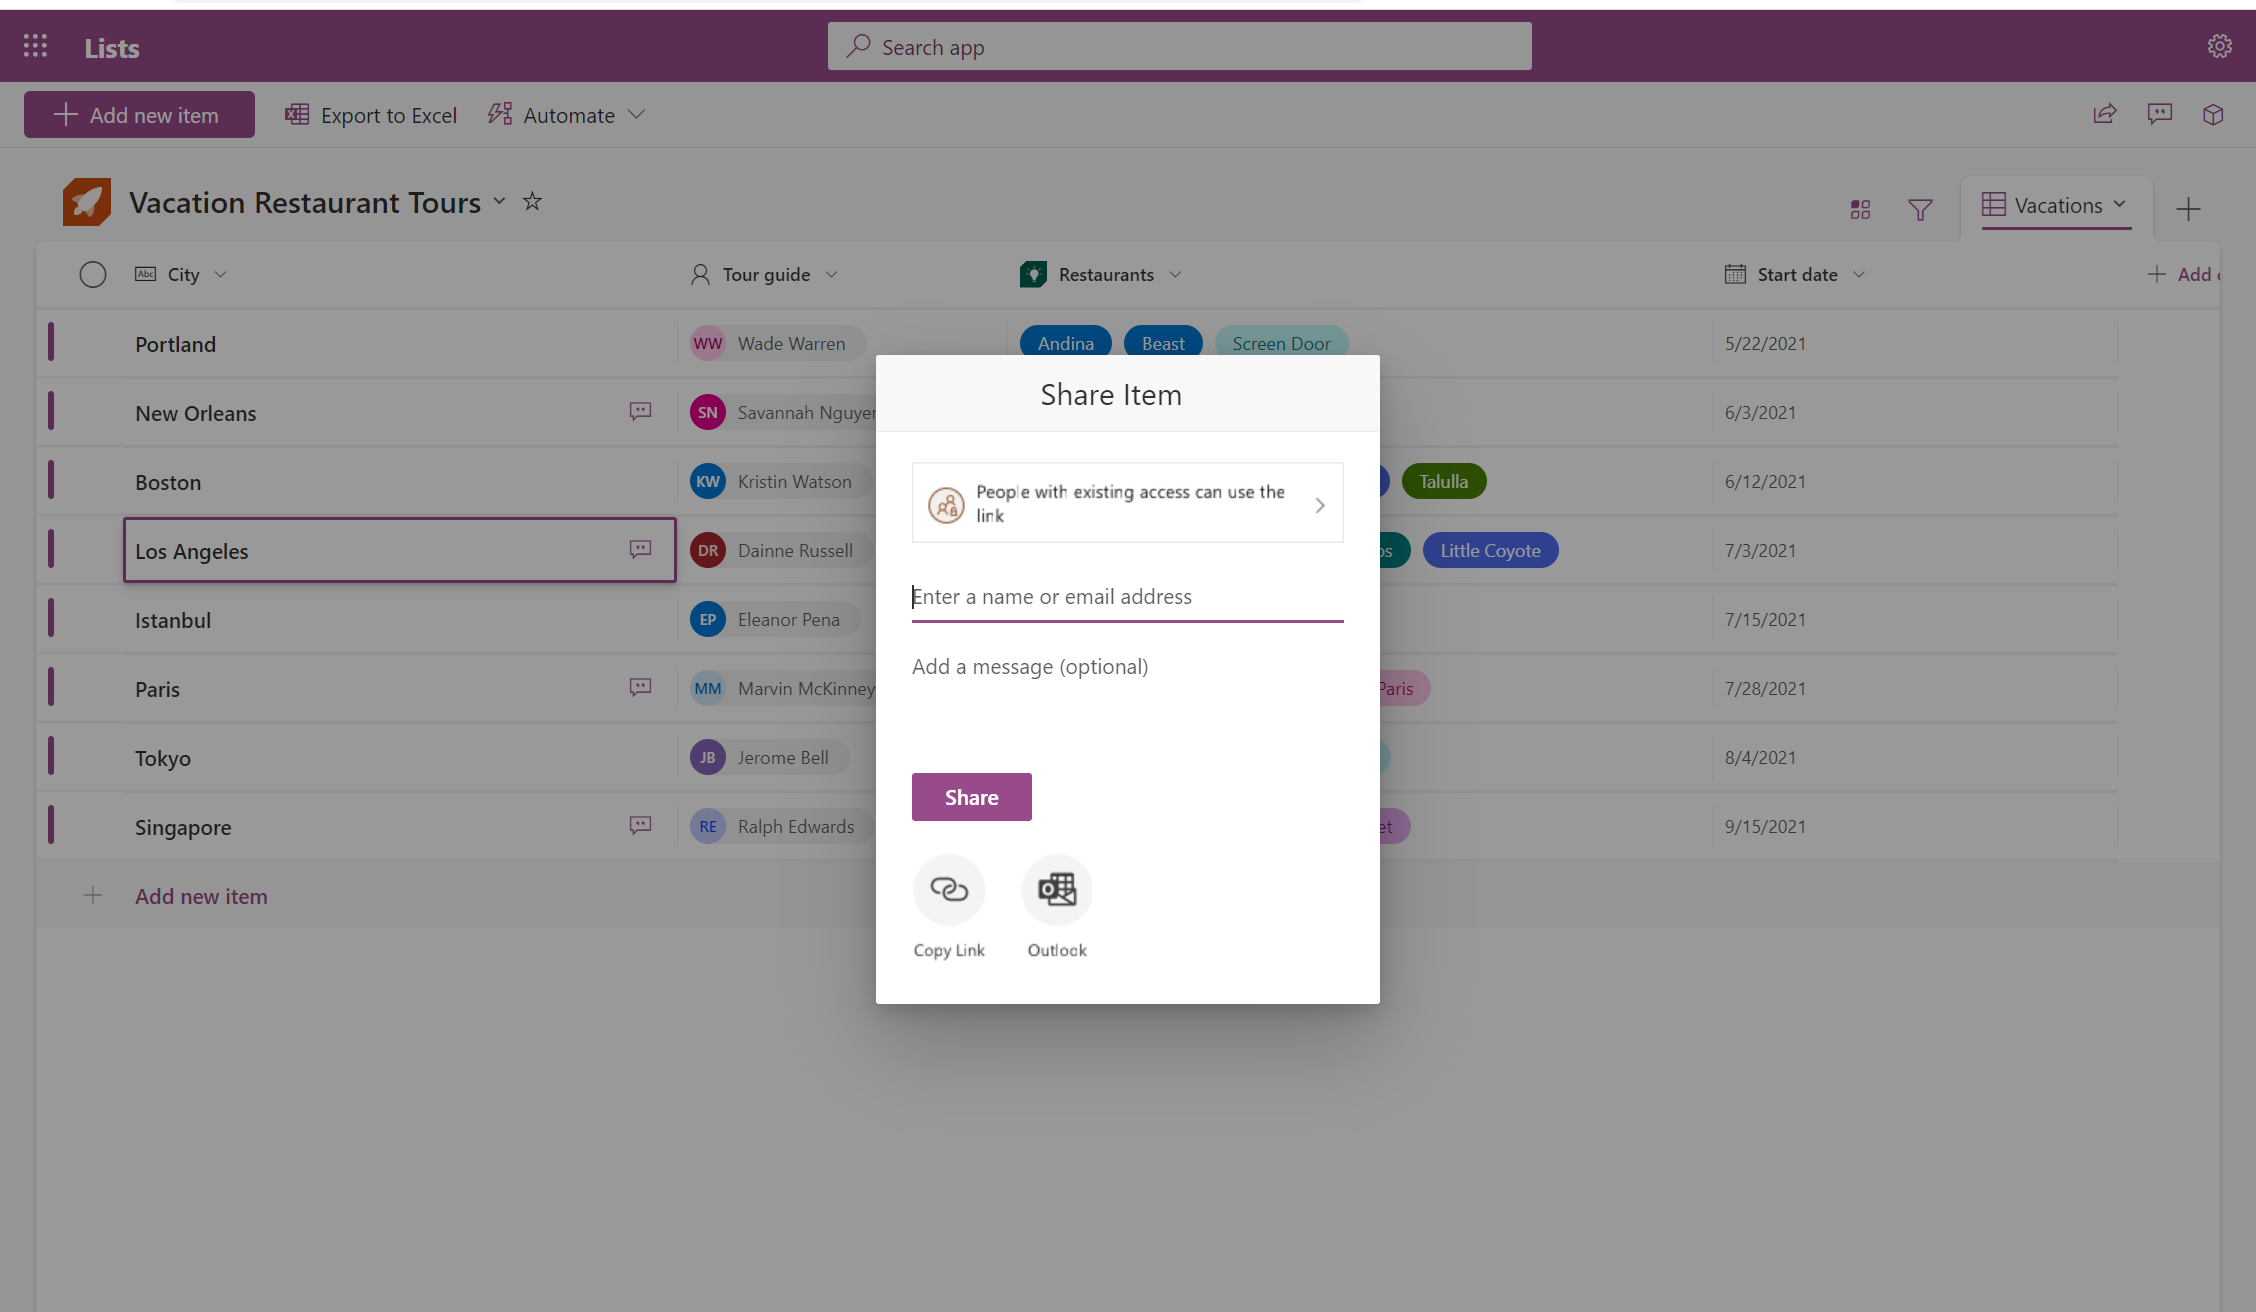 Lists
Search app
Add new item
Export to Excel
Automate
Vacation Restaurant Tours
Vacations
Abc City
Tour guide
Restaurants
Start date
Add
Portland
WW Wade Warren
Andina
Beast
Screen Door
5/22/2021
New Orleans
SN Savannah Nguyen
6/3/2021
Boston
KW Kristin Watson
Talulla
6/12/2021
Los Angeles
DR Dainne Russell
Little Coyote
7/3/2021
Istanbul
EP Eleanor Pena
7/15/2021
Paris
MM Marvin McKinney
Paris
7/28/2021
Tokyo
JB Jerome Bell
8/4/2021
Singapore
RE Ralph Edwards
9/15/2021
Add new item
Share Item
People with existing access can use the
link
Enter a name or email address
Add a message (optional)
Share
Copy Link
Outlook